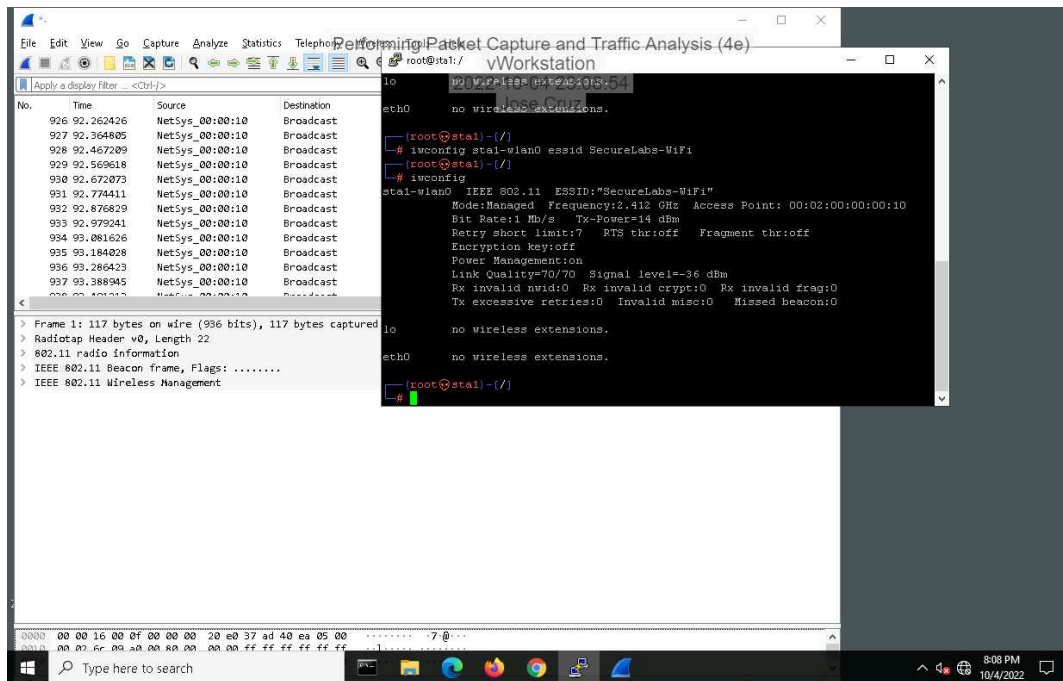 File Edit View Go Capture Analyze Statistics
Performing Packet Capture and Traffic Analysis (4e)
vWorkstation
Jose Cruz
Apply a display filter ... <Ctrl-/>
No. Time Source Destination
926 92.262426 NetSys_00:00:10 Broadcast
927 92.364805 NetSys_00:00:10 Broadcast
928 92.467209 NetSys_00:00:10 Broadcast
929 92.569618 NetSys_00:00:10 Broadcast
930 92.672073 NetSys_00:00:10 Broadcast
931 92.774411 NetSys_00:00:10 Broadcast
932 92.876829 NetSys_00:00:10 Broadcast
933 92.979241 NetSys_00:00:10 Broadcast
934 93.081626 NetSys_00:00:10 Broadcast
935 93.184028 NetSys_00:00:10 Broadcast
936 93.286423 NetSys_00:00:10 Broadcast
937 93.388945 NetSys_00:00:10 Broadcast
> Frame 1: 117 bytes on wire (936 bits), 117 bytes captured
> Radiotap Header v0, Length 22
> 802.11 radio information
> IEEE 802.11 Beacon frame, Flags: ........
> IEEE 802.11 Wireless Management
0000 00 00 16 00 0f 00 00 00 20 e0 37 ad 40 ea 05 00 ········ ·7·@···
root@sta1: /
lo no wireless extensions.
eth0 no wireless extensions.
(root㉿sta1)-[/]
# iwconfig sta1-wlan0 essid SecureLabs-WiFi
(root㉿sta1)-[/]
# iwconfig
sta1-wlan0 IEEE 802.11 ESSID:"SecureLabs-WiFi"
Mode:Managed Frequency:2.412 GHz Access Point: 00:02:00:00:00:10
Bit Rate:1 Mb/s Tx-Power=14 dBm
Retry short limit:7 RTS thr:off Fragment thr:off
Encryption key:off
Power Management:on
Link Quality=70/70 Signal level=-36 dBm
Rx invalid nwid:0 Rx invalid crypt:0 Rx invalid frag:0
Tx excessive retries:0 Invalid misc:0 Missed beacon:0
lo no wireless extensions.
eth0 no wireless extensions.
(root㉿sta1)-[/]
#
Type here to search
8:08 PM
10/4/2022